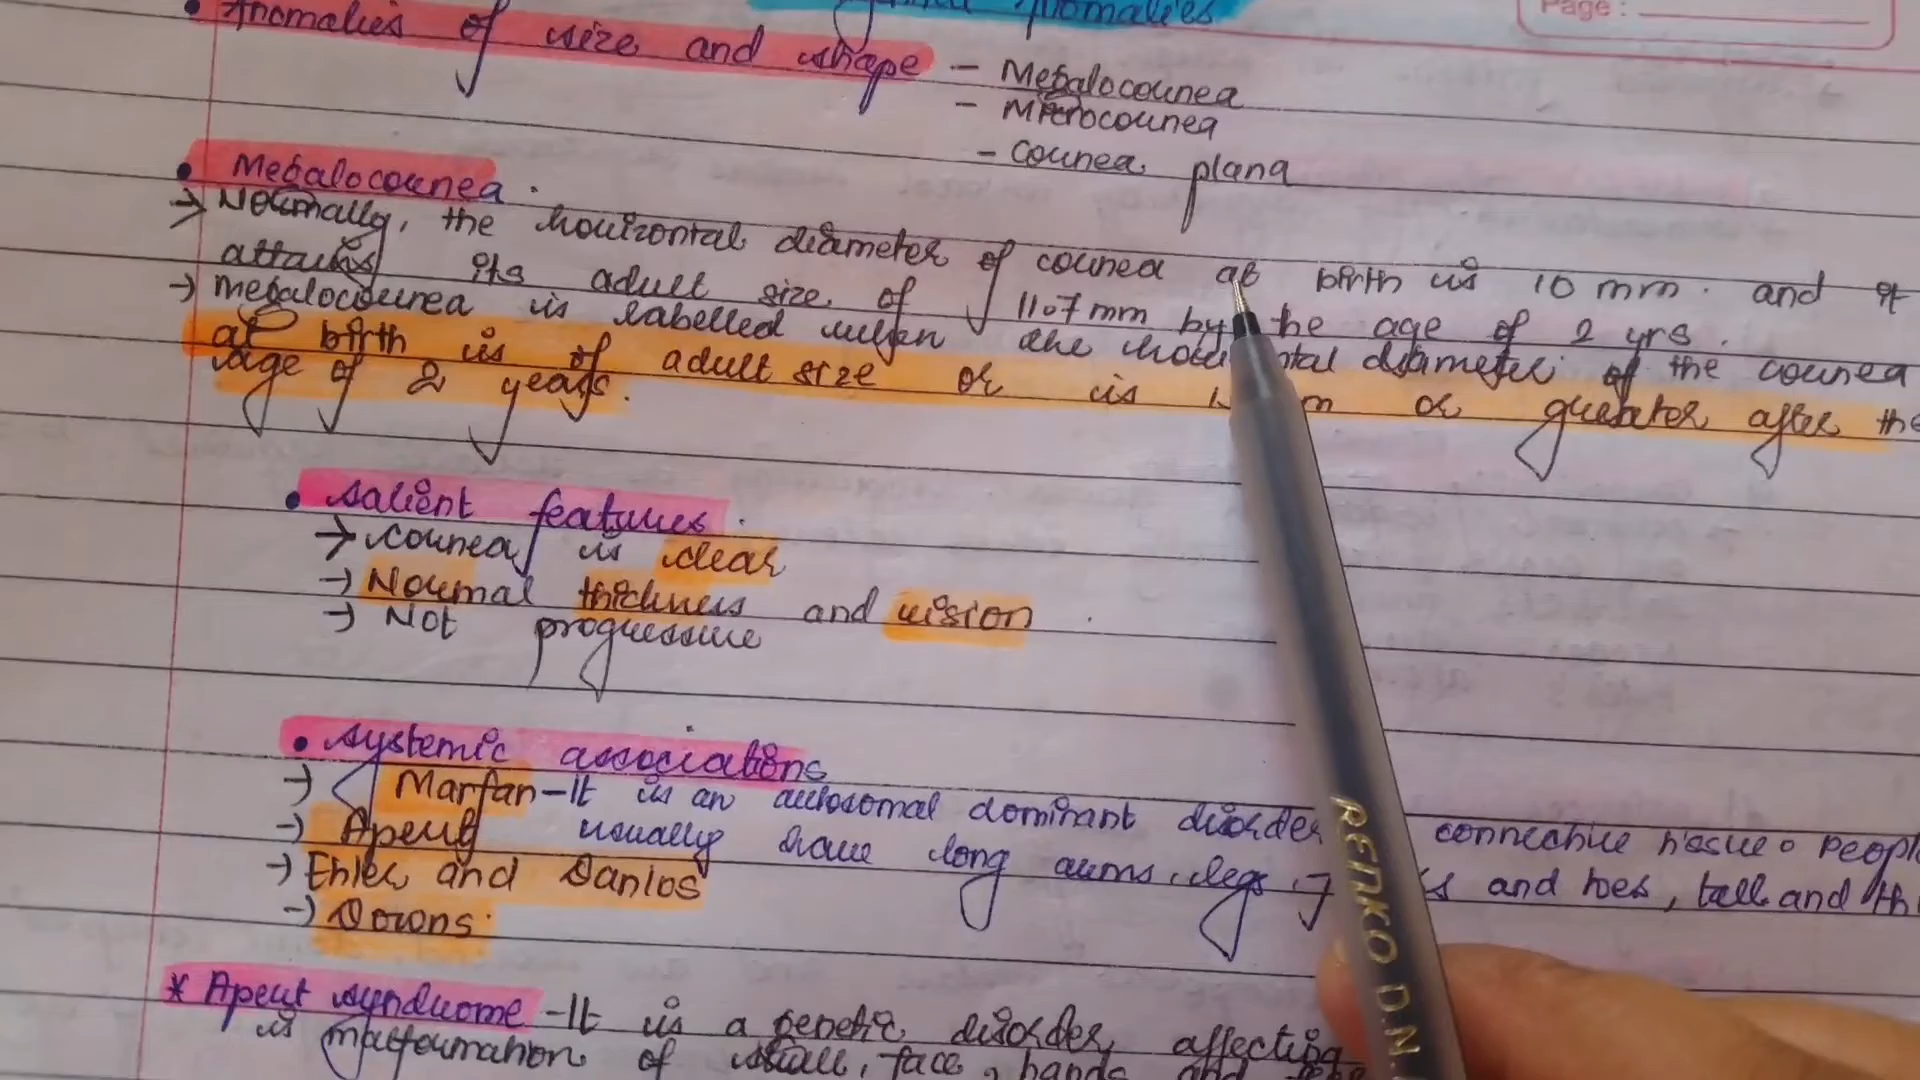 Anomalies
Page :
• Anomalies of size and shape - Megalocornea
- Microcornea
- cornea plana
• Megalocornea.
→ Normally, the horizontal diameter of cornea at birth is 10 mm. and it
attains its adult size of 11.7 mm by the age of 2 yrs.
→ Megalocornea is labelled when the diameter of the cornea
at birth is of adult size or is or greater after the
age of 2 years.
• salient features.
→ cornea is clear
→ Normal thickness and vision.
→ Not progressive
• systemic associations
→ Marfan - It is an autosomal dominant disorder connective tissue. People
→ Apert usually have long arms, legs, and toes, tall and
→ Ehler and Danlos
→ Downs.
* Apert syndrome - It is a genetic disorder affecting
is malformation of skull, face, hands and
RENKO D.N.